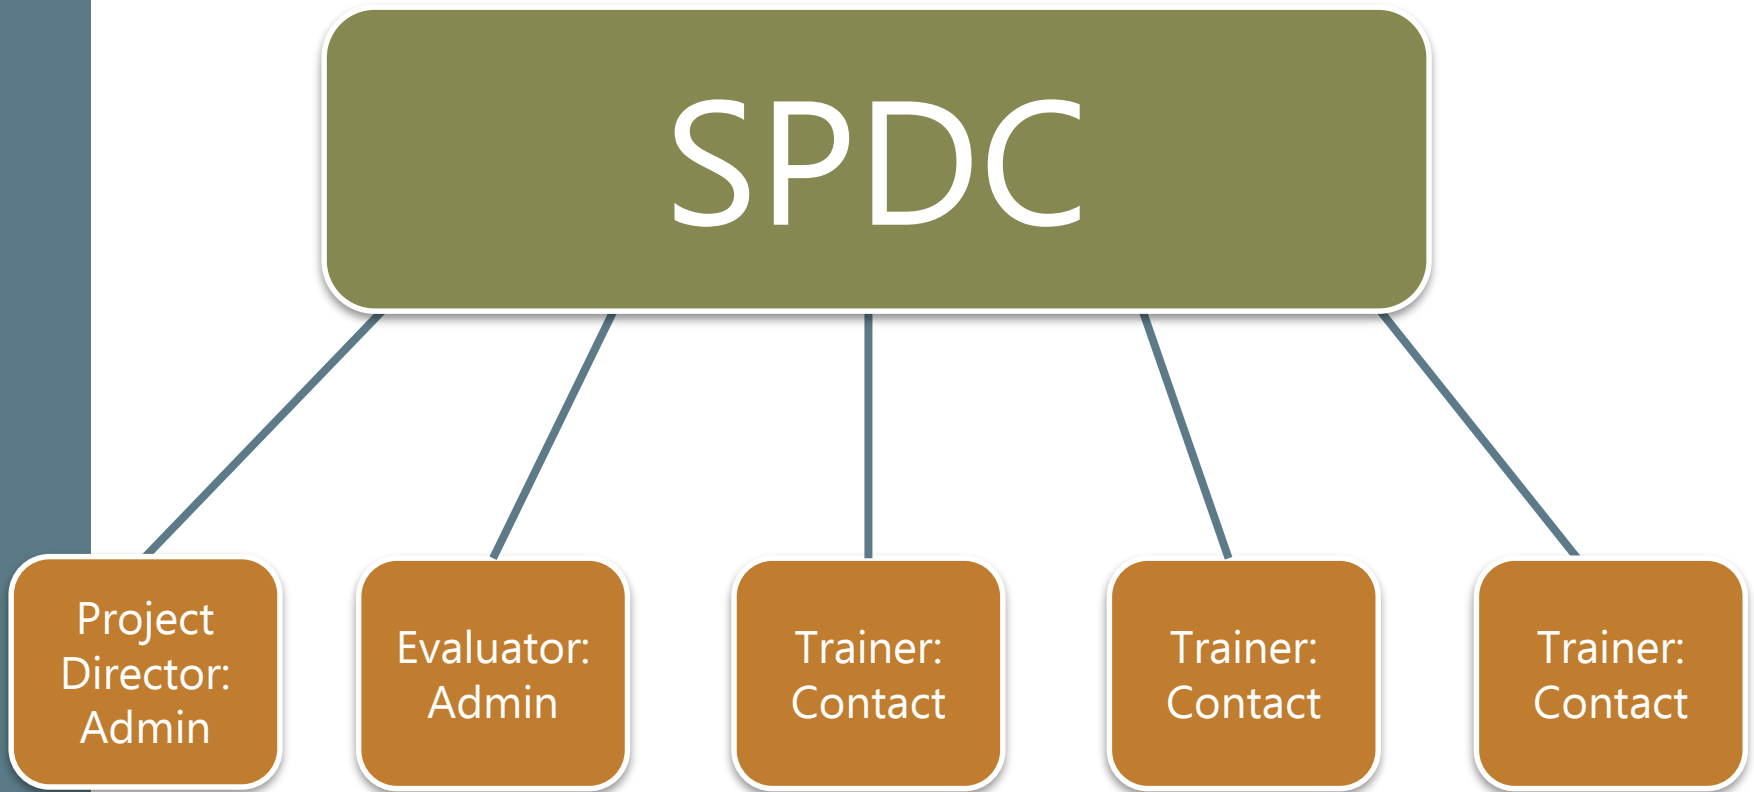 SPDC
Project
Director:
Admin
Evaluator:
Admin
Trainer:
Contact
Trainer:
Contact
Trainer:
Contact